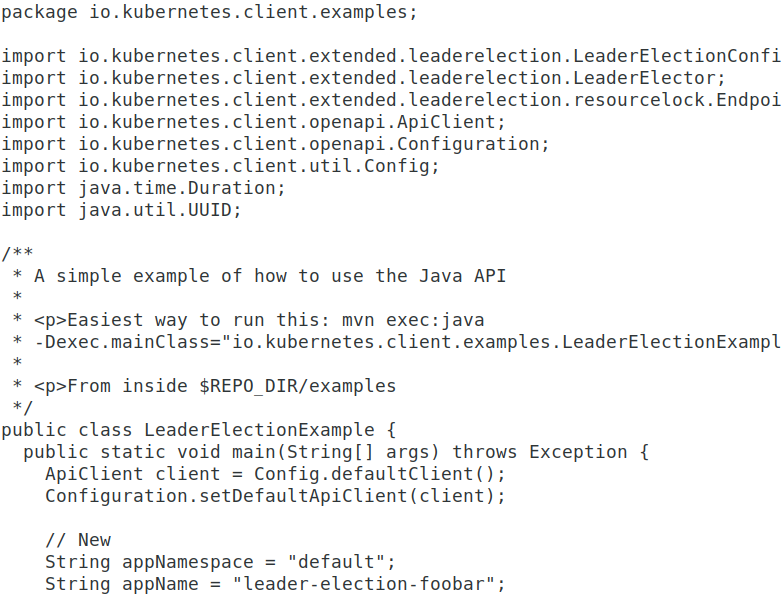 package io.kubernetes.client.examples;

import io.kubernetes.client.extended.leaderelection.LeaderElectionConfi
import io.kubernetes.client.extended.leaderelection.LeaderElector;
import io.kubernetes.client.extended.leaderelection.resourcelock.Endpoi
import io.kubernetes.client.openapi.ApiClient;
import io.kubernetes.client.openapi.Configuration;
import io.kubernetes.client.util.Config;
import java.time.Duration;
import java.util.UUID;

/**
 * A simple example of how to use the Java API
 *
 * <p>Easiest way to run this: mvn exec:java
 * -Dexec.mainClass="io.kubernetes.client.examples.LeaderElectionExampl
 *
 * <p>From inside $REPO_DIR/examples
 */
public class LeaderElectionExample {
  public static void main(String[] args) throws Exception {
    ApiClient client = Config.defaultClient();
    Configuration.setDefaultApiClient(client);

    // New
    String appNamespace = "default";
    String appName = "leader-election-foobar";